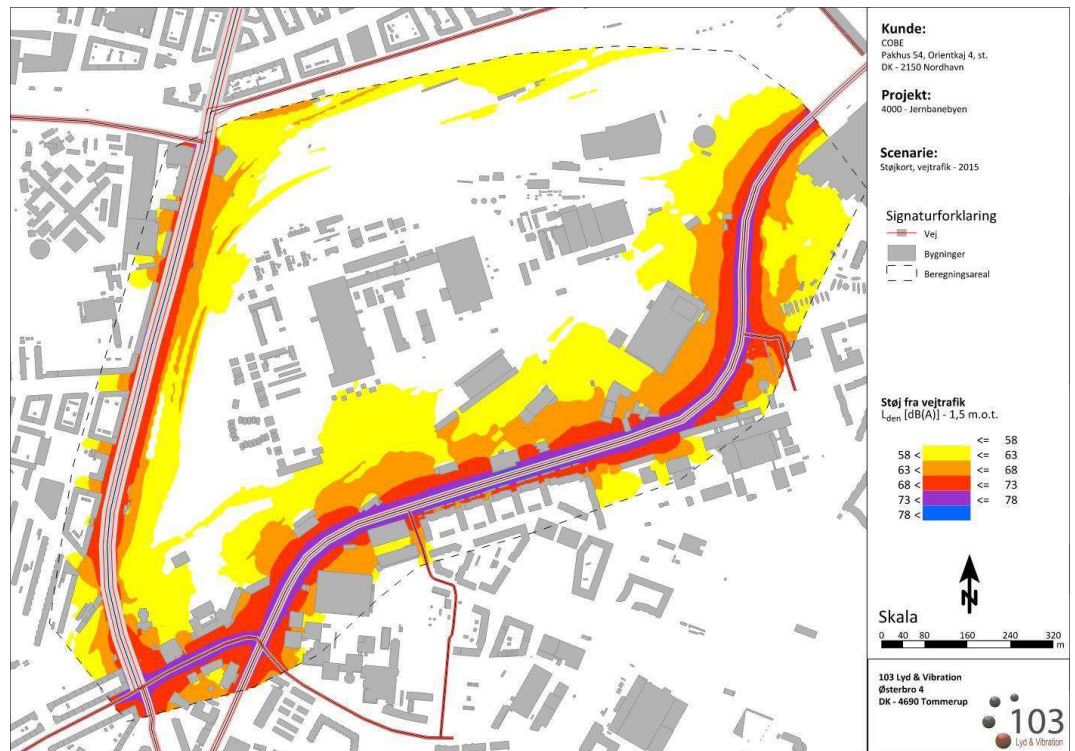 Kunde:
COBE
Pakhus 54, Orientkaj 4, st.
DK - 2150 Nordhavn
Projekt:
4000 - Jernbanebyen
Scenarie:
Støjkort, vejtrafik - 2015
Signaturforklaring
Vej
Bygninger
Beregningsareal
Støj fra vejtrafik
Lden [dB(A)] - 1,5 m.o.t.
<= 58
58 < <= 63
63 < <= 68
68 < <= 73
73 < <= 78
78 <
N
Skala
0 40 80 160 240 320
m
103 Lyd & Vibration
Østerbro 4
DK - 4690 Tommerup
103
Lyd & Vibration